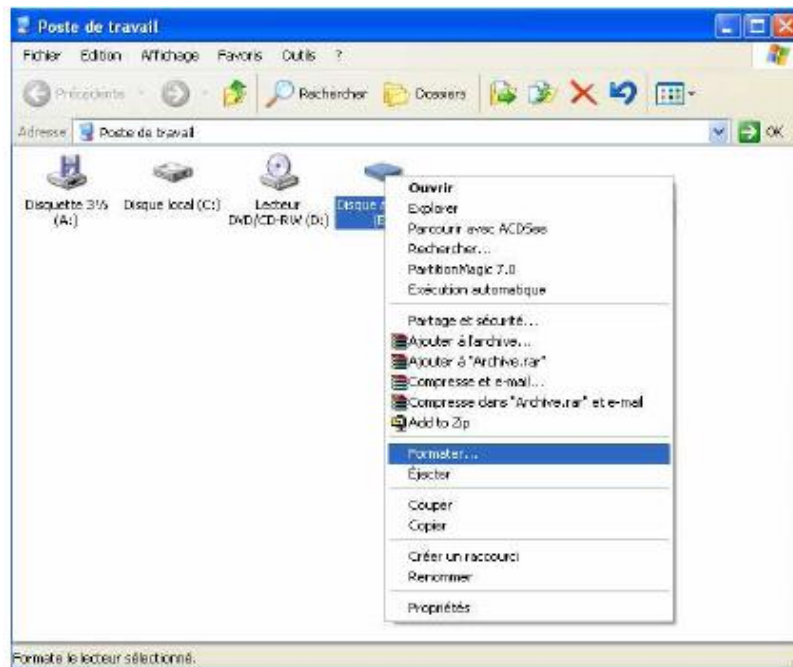 Poste de travail
Fichier Edition Affichage Favoris Outils ?
Précédente Rechercher Dossiers
Adresse Poste de travail OK
Disquette 3½ (A:)
Disque local (C:)
Lecteur DVD/CD-RW (D:)
Disque
Ouvrir
Explorer
Parcourir avec ACDSee
Rechercher...
PartitionMagic 7.0
Exécution automatique
Partage et sécurité...
Ajouter à l'archive...
Ajouter à "Archive.rar"
Compresse et e-mail...
Compresse dans "Archive.rar" et e-mail
Add to Zip
Formater...
Éjecter
Couper
Copier
Créer un raccourci
Renommer
Propriétés
Formate le lecteur sélectionné.